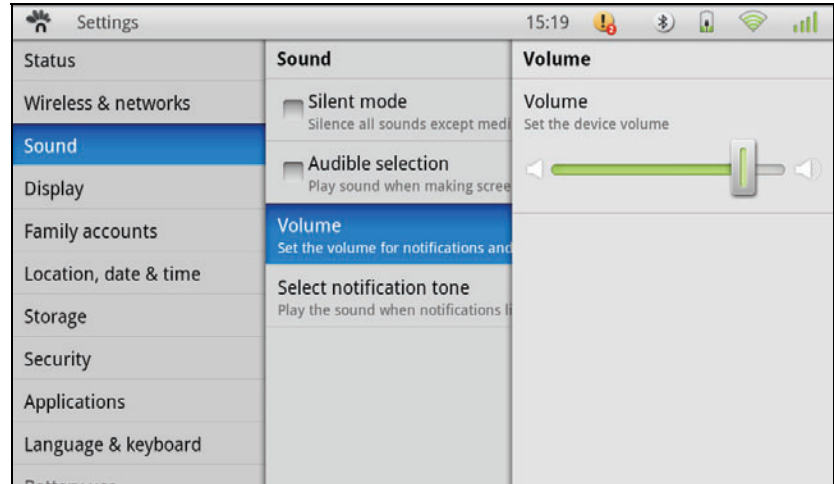 Settings
15:19
2
Status
Wireless & networks
Sound
Display
Family accounts
Location, date & time
Storage
Security
Applications
Language & keyboard
Sound
Silent mode
Silence all sounds except medi
Audible selection
Play sound when making scree
Volume
Set the volume for notifications and
Select notification tone
Play the sound when notifications li
Volume
Volume
Set the device volume